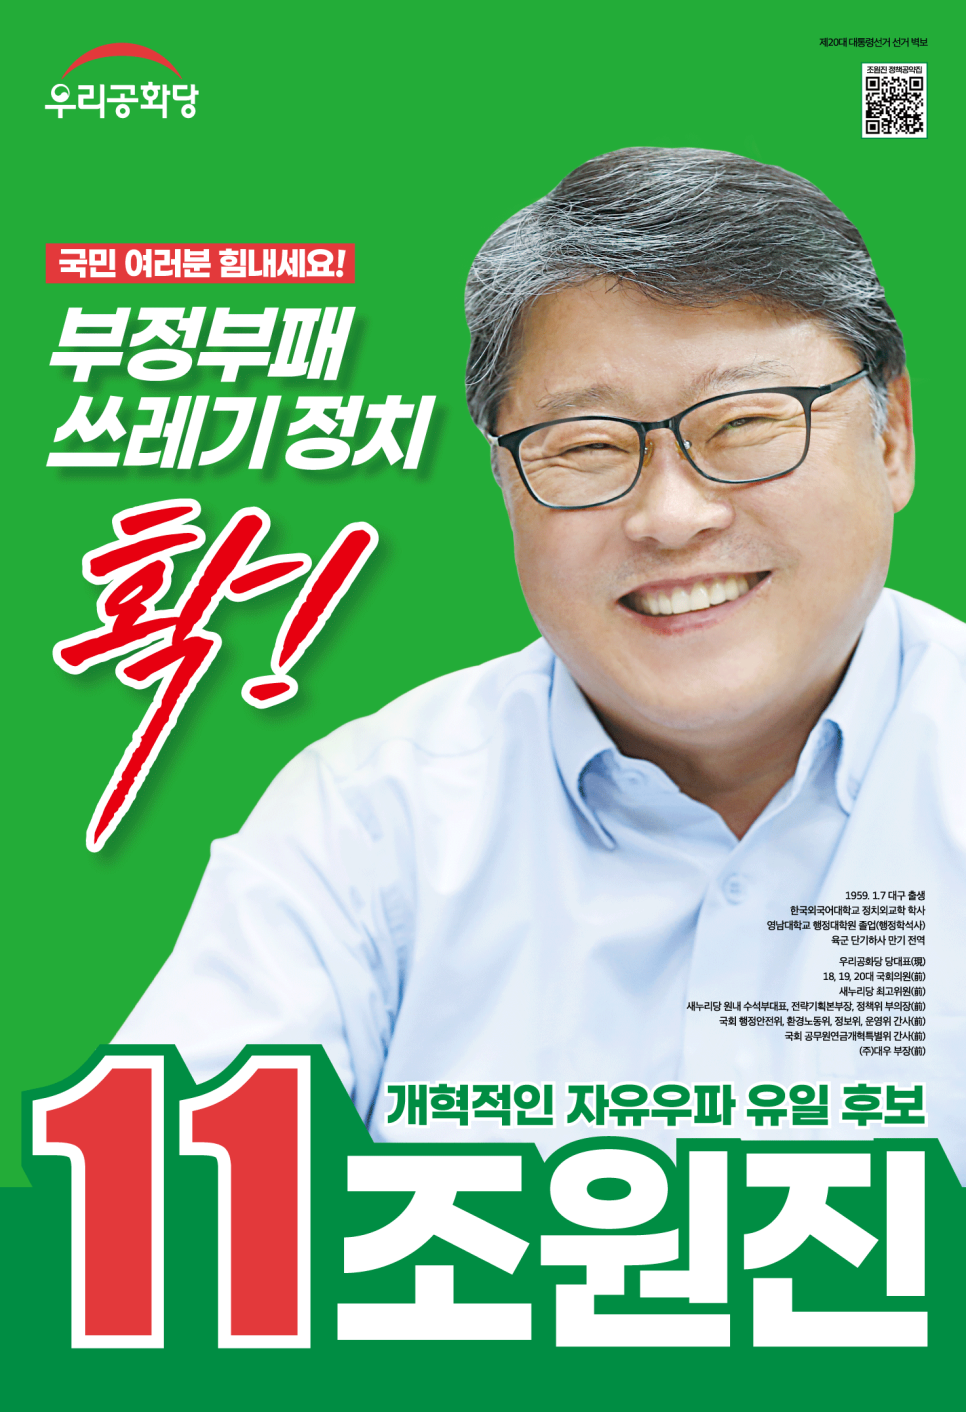 우리공화당
제20대 대통령선거 선거 벽보
조원진 정책공약집
국민 여러분 힘내세요!
부정부패
쓰레기 정치
확!
1959. 1.7 대구 출생
한국외국어대학교 정치외교학 학사
영남대학교 행정대학원 졸업(행정학석사)
육군 단기하사 만기 전역
우리공화당 당대표(現)
18, 19, 20대 국회의원(前)
새누리당 최고위원(前)
새누리당 원내 수석부대표, 전략기획본부장, 정책위 부의장(前)
국회 행정안전위, 환경노동위, 정보위, 운영위 간사(前)
국회 공무원연금개혁특별위 간사(前)
(주)대우 부장(前)
개혁적인 자유우파 유일 후보
11 조원진